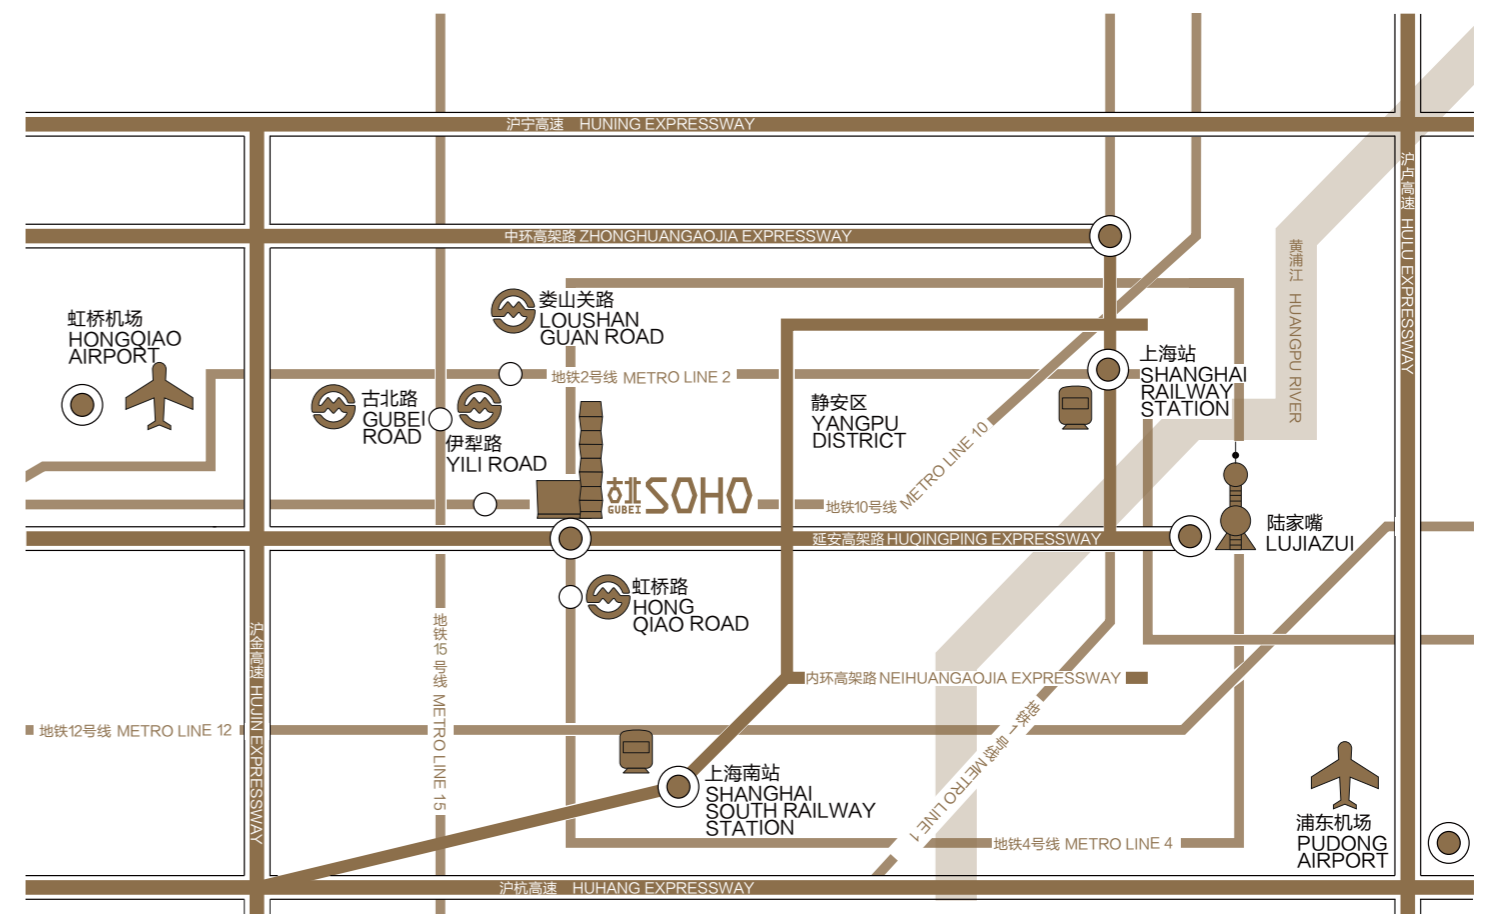 沪宁高速 HUNING EXPRESSWAY
沪卢高速 HULU EXPRESSWAY
中环高架路 ZHONGHUANGAOJIA EXPRESSWAY
黄浦江 HUANGPU RIVER
娄山关路
LOUSHAN
GUAN ROAD
虹桥机场
HONGQIAO
AIRPORT
上海站
SHANGHAI
RAILWAY
STATION
地铁2号线 METRO LINE 2
古北路
GUBEI
ROAD
静安区
YANGPU
DISTRICT
伊犁路
YILI ROAD
地铁10号线 METRO LINE 10
古北
GUBEI
SOHO
陆家嘴
LUJIAZUI
延安高架路 HUQINGPING EXPRESSWAY
虹桥路
HONG
QIAO ROAD
地铁15号线 METRO LINE 15
沪金高速 HUJIN EXPRESSWAY
内环高架路 NEIHUANGAOJIA EXPRESSWAY
地铁12号线 METRO LINE 12
地铁1号线 METRO LINE 1
上海南站
SHANGHAI
SOUTH RAILWAY
STATION
浦东机场
PUDONG
AIRPORT
地铁4号线 METRO LINE 4
沪杭高速 HUHANG EXPRESSWAY